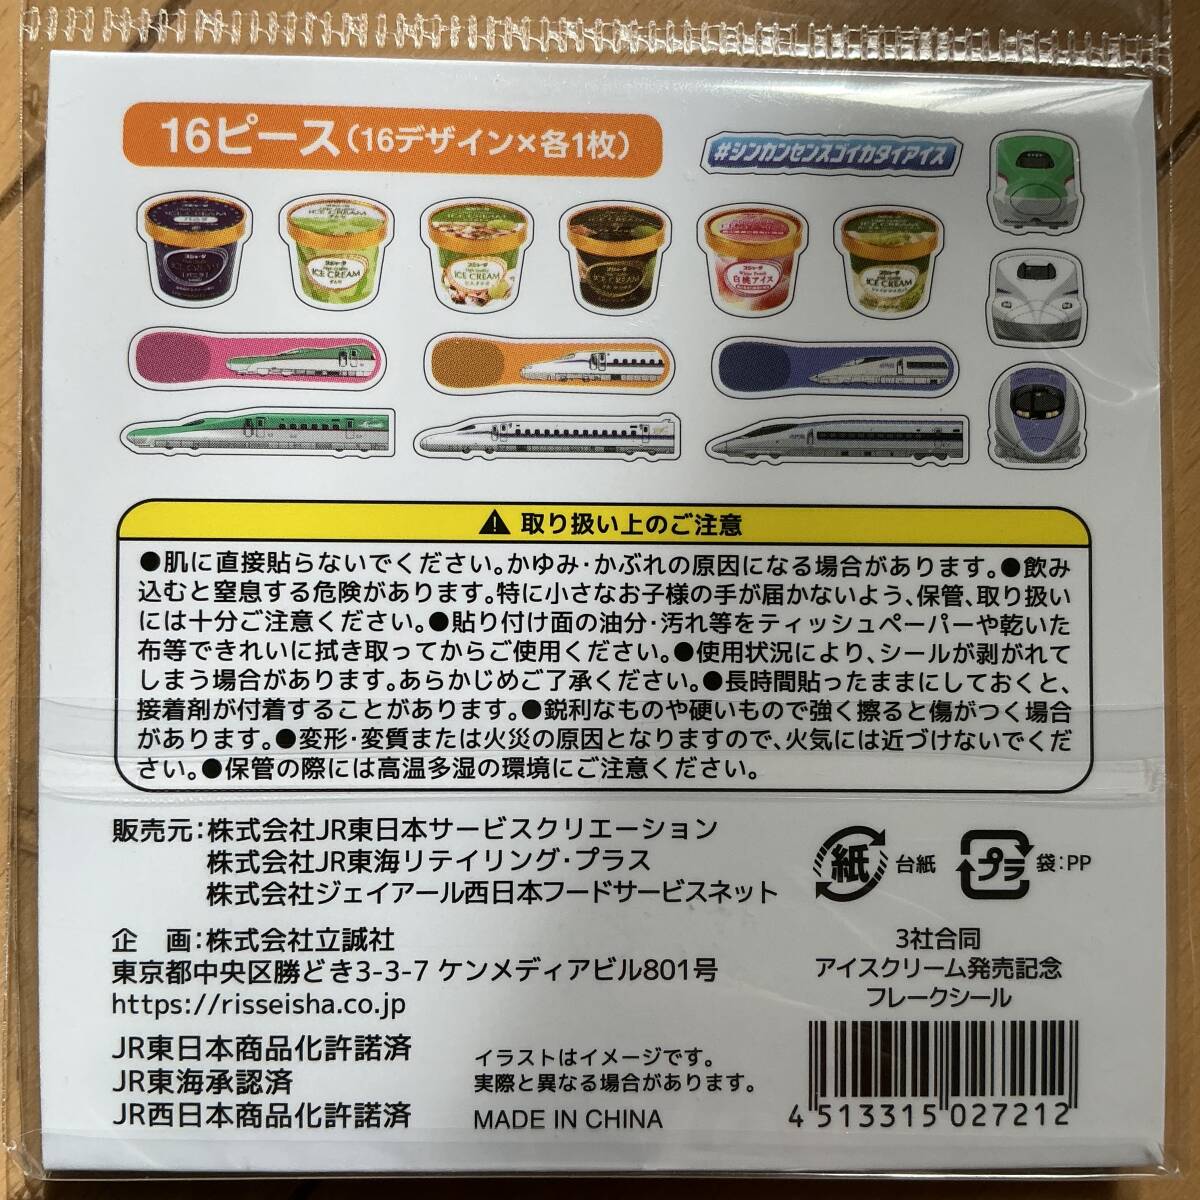 16ピース(16デザイン×各1枚)
#シンカンセンスゴイカタイアイス
スジャータ
ICE CREAM
ICE CREAM
ICE CREAM
ICE CREAM
白桃アイス
ICE CREAM
取り扱い上のご注意
●肌に直接貼らないでください。かゆみ・かぶれの原因になる場合があります。●飲み
込むと窒息する危険があります。特に小さなお子様の手が届かないよう、保管、取り扱い
には十分ご注意ください。●貼り付け面の油分・汚れ等をティッシュペーパーや乾いた
布等できれいに拭き取ってからご使用ください。●使用状況により、シールが剥がれて
しまう場合があります。あらかじめご了承ください。●長時間貼ったままにしておくと、
接着剤が付着することがあります。●鋭利なものや硬いもので強く擦ると傷がつく場合
があります。●変形・変質または火災の原因となりますので、火気には近づけないでくだ
さい。●保管の際には高温多湿の環境にご注意ください。
販売元:株式会社JR東日本サービスクリエーション
株式会社JR東海リテイリング・プラス
株式会社ジェイアール西日本フードサービスネット
紙 台紙
プラ 袋:PP
企　画:株式会社立誠社
東京都中央区勝どき3-3-7 ケンメディアビル801号
https://risseisha.co.jp
3社合同
アイスクリーム発売記念
フレークシール
JR東日本商品化許諾済
JR東海承認済
JR西日本商品化許諾済
イラストはイメージです。
実際と異なる場合があります。
MADE IN CHINA
4 513315 027212